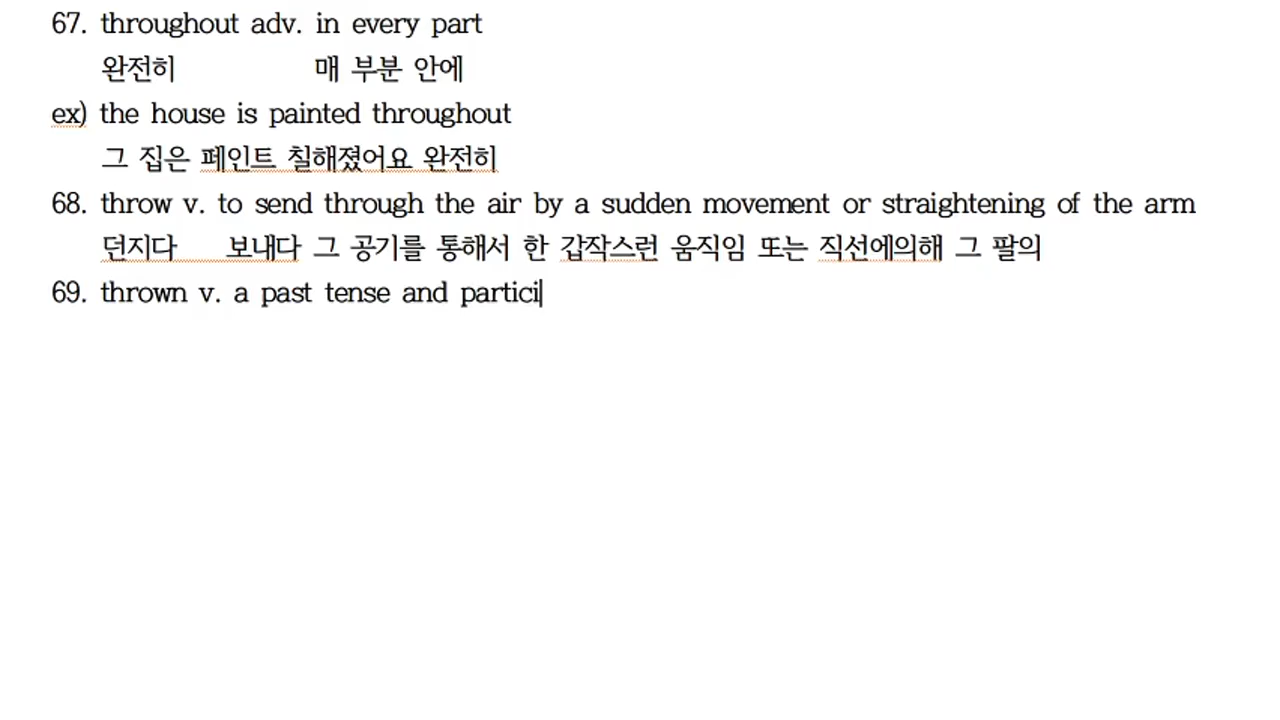 67. throughout adv. in every part
완전히 매 부분 안에
ex) the house is painted throughout
그 집은 페인트 칠해졌어요 완전히
68. throw v. to send through the air by a sudden movement or straightening of the arm
던지다 보내다 그 공기를 통해서 한 갑작스런 움직임 또는 직선에의해 그 팔의
69. thrown v. a past tense and partici